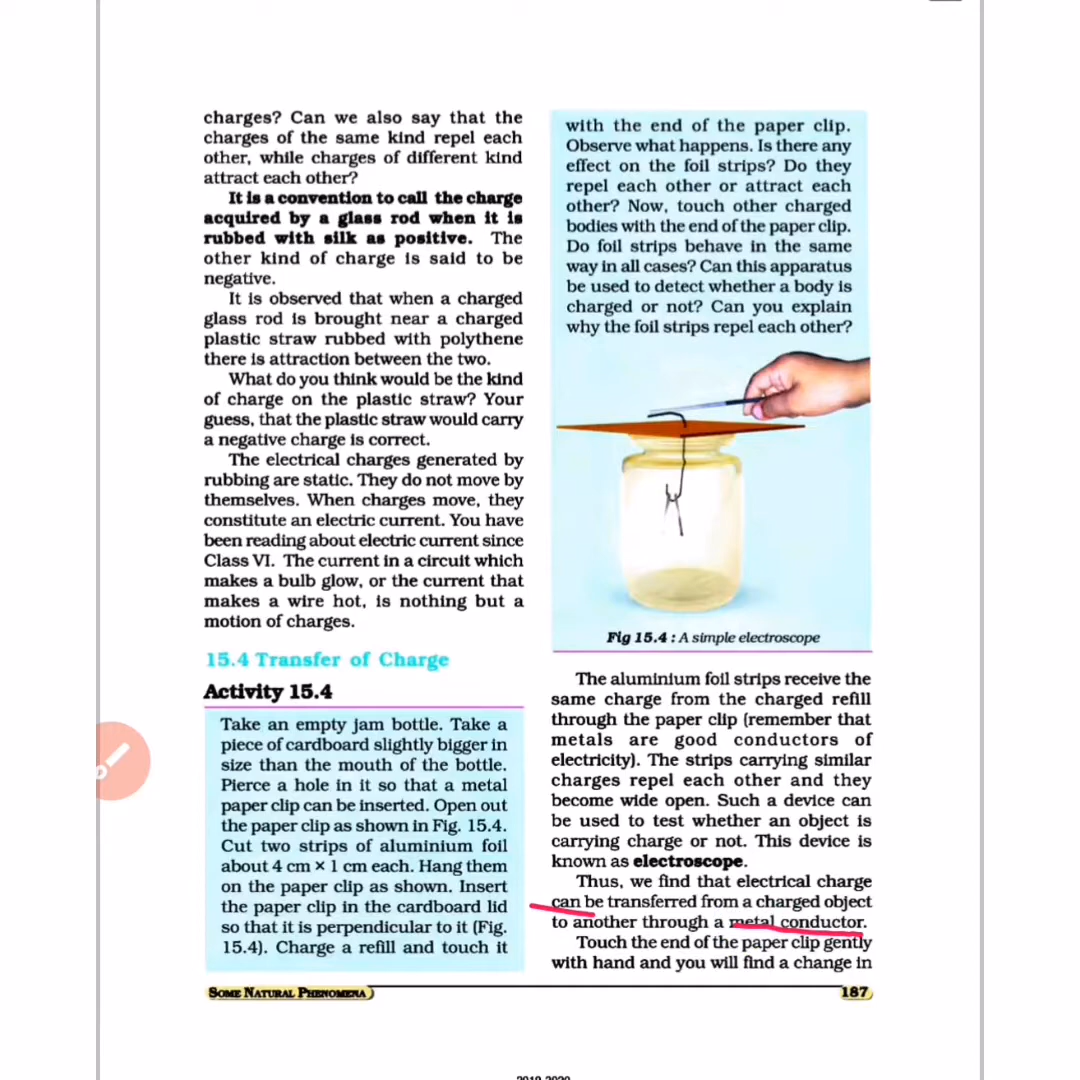 charges? Can we also say that the
charges of the same kind repel each
other, while charges of different kind
attract each other?
It is a convention to call the charge
acquired by a glass rod when it is
rubbed with silk as positive. The
other kind of charge is said to be
negative.
It is observed that when a charged
glass rod is brought near a charged
plastic straw rubbed with polythene
there is attraction between the two.
What do you think would be the kind
of charge on the plastic straw? Your
guess, that the plastic straw would carry
a negative charge is correct.
The electrical charges generated by
rubbing are static. They do not move by
themselves. When charges move, they
constitute an electric current. You have
been reading about electric current since
Class VI. The current in a circuit which
makes a bulb glow, or the current that
makes a wire hot, is nothing but a
motion of charges.
15.4 Transfer of Charge
Activity 15.4
Take an empty jam bottle. Take a
piece of cardboard slightly bigger in
size than the mouth of the bottle.
Pierce a hole in it so that a metal
paper clip can be inserted. Open out
the paper clip as shown in Fig. 15.4.
Cut two strips of aluminium foil
about 4 cm × 1 cm each. Hang them
on the paper clip as shown. Insert
the paper clip in the cardboard lid
so that it is perpendicular to it (Fig.
15.4). Charge a refill and touch it
with the end of the paper clip.
Observe what happens. Is there any
effect on the foil strips? Do they
repel each other or attract each
other? Now, touch other charged
bodies with the end of the paper clip.
Do foil strips behave in the same
way in all cases? Can this apparatus
be used to detect whether a body is
charged or not? Can you explain
why the foil strips repel each other?
Fig 15.4 : A simple electroscope
The aluminium foil strips receive the
same charge from the charged refill
through the paper clip (remember that
metals are good conductors of
electricity). The strips carrying similar
charges repel each other and they
become wide open. Such a device can
be used to test whether an object is
carrying charge or not. This device is
known as electroscope.
Thus, we find that electrical charge
can be transferred from a charged object
to another through a metal conductor.
Touch the end of the paper clip gently
with hand and you will find a change in
SOME NATURAL PHENOMENA
187
2019-2020